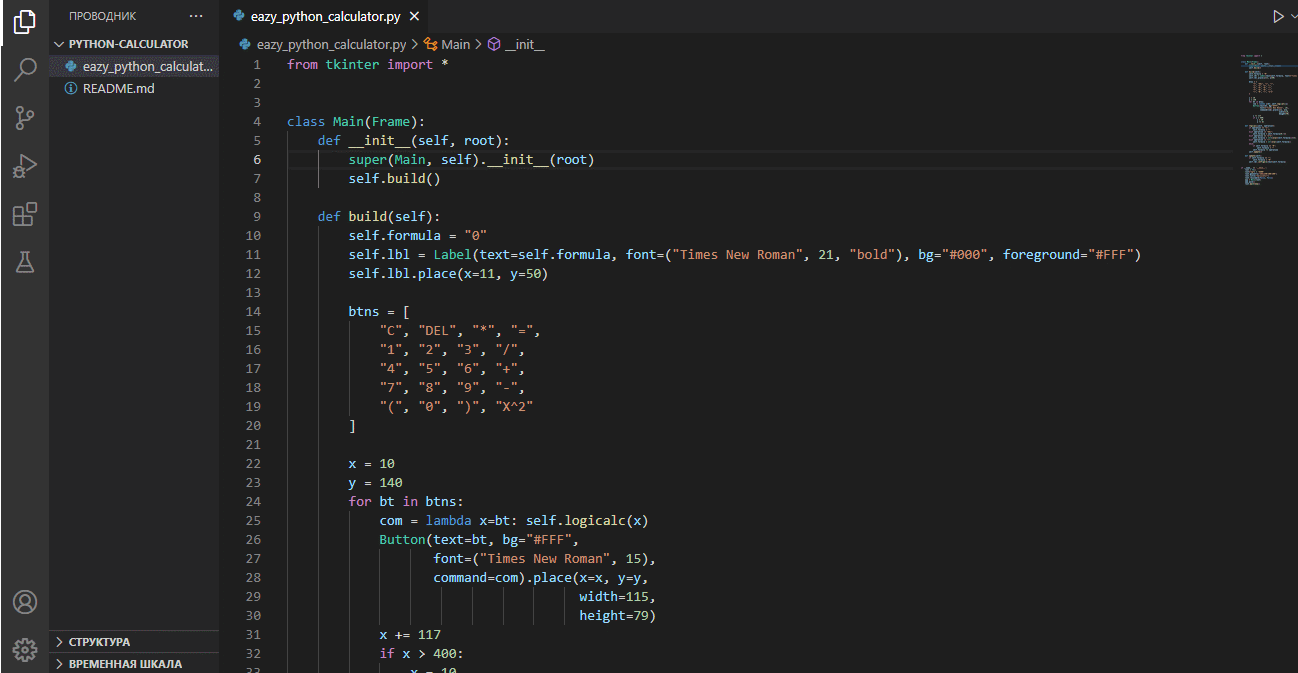 ПРОВОДНИК ···
PYTHON-CALCULATOR
eazy_python_calculat...
README.md
СТРУКТУРА
ВРЕМЕННАЯ ШКАЛА
eazy_python_calculator.py
eazy_python_calculator.py > Main > __init__
1 from tkinter import *
2
3
4 class Main(Frame):
5 def __init__(self, root):
6 super(Main, self).__init__(root)
7 self.build()
8
9 def build(self):
10 self.formula = "0"
11 self.lbl = Label(text=self.formula, font=("Times New Roman", 21, "bold"), bg="#000", foreground="#FFF")
12 self.lbl.place(x=11, y=50)
13
14 btns = [
15 "C", "DEL", "*", "=",
16 "1", "2", "3", "/",
17 "4", "5", "6", "+",
18 "7", "8", "9", "-",
19 "(", "0", ")", "X^2"
20 ]
21
22 x = 10
23 y = 140
24 for bt in btns:
25 com = lambda x=bt: self.logicalc(x)
26 Button(text=bt, bg="#FFF",
27 font=("Times New Roman", 15),
28 command=com).place(x=x, y=y,
29 width=115,
30 height=79)
31 x += 117
32 if x > 400:
33 x = 10